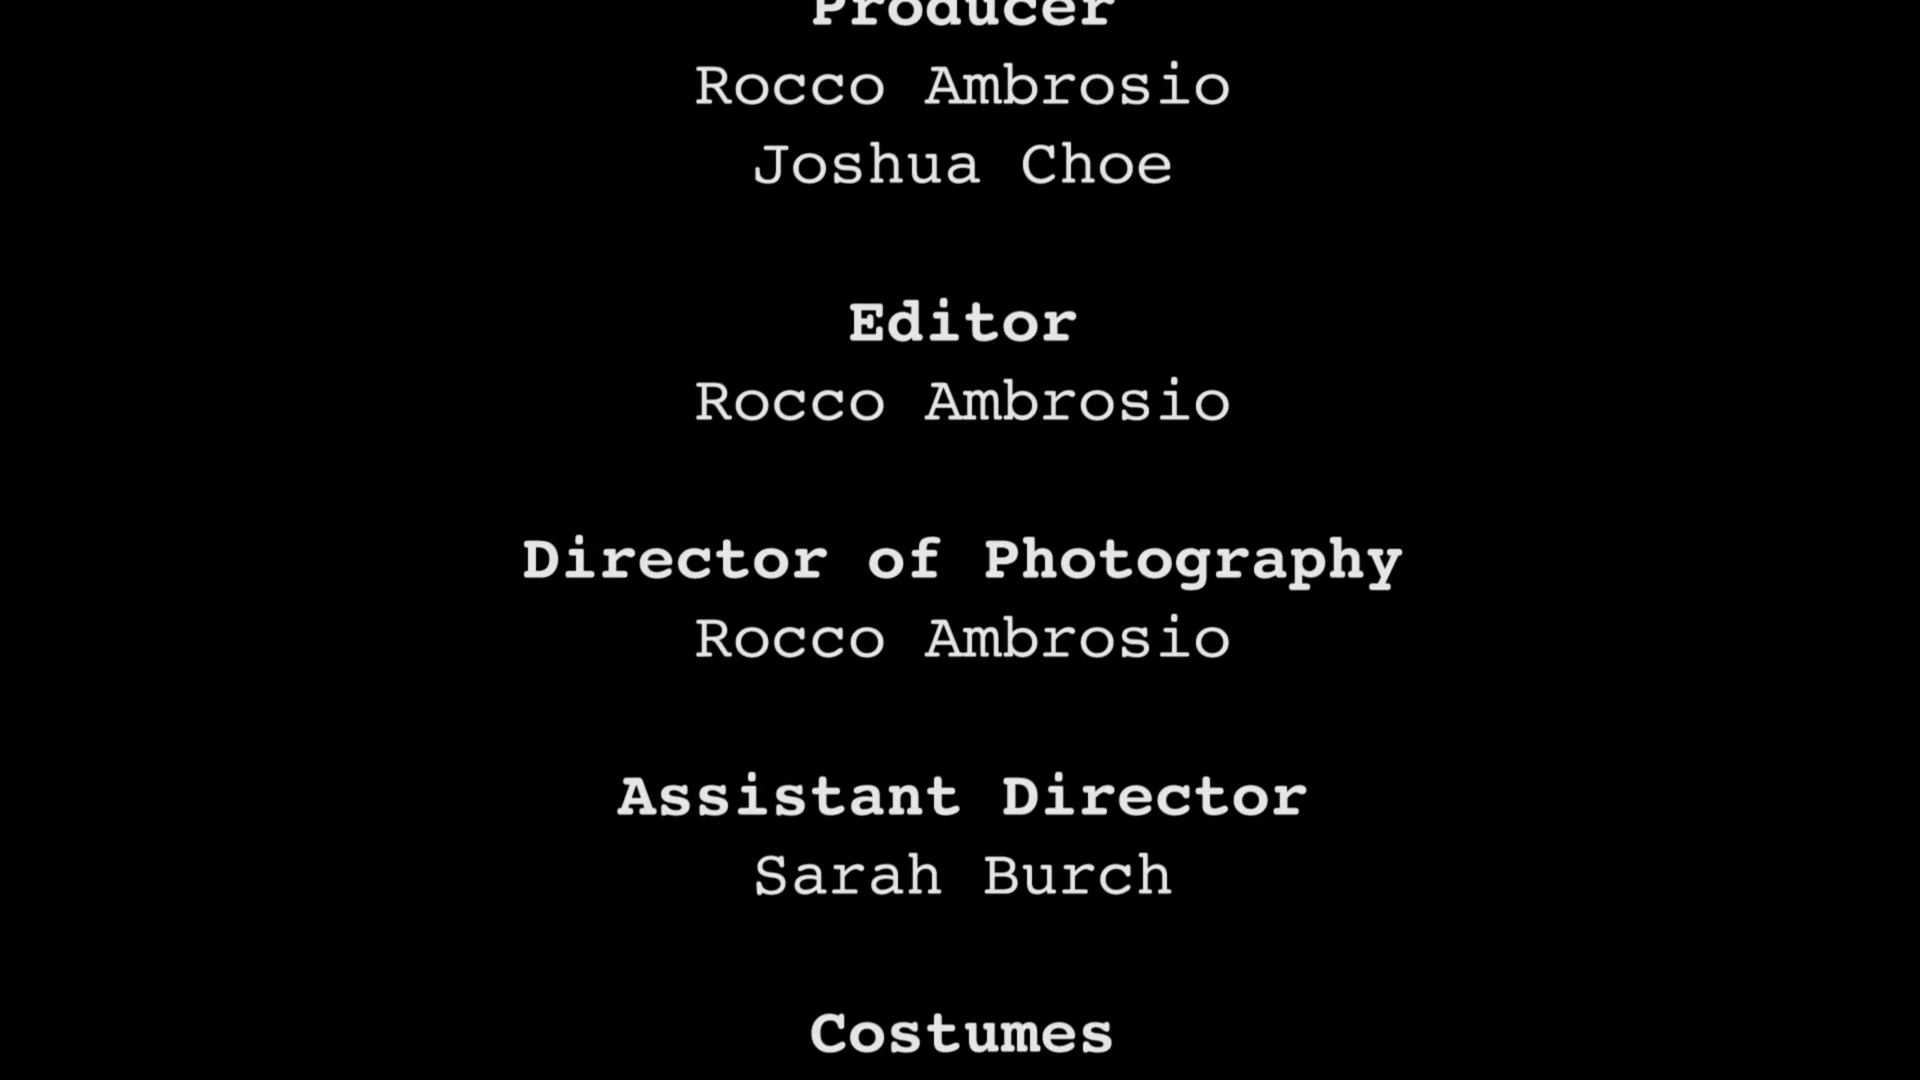 Producer
Rocco Ambrosio
Joshua Choe
Editor
Rocco Ambrosio
Director of Photography
Rocco Ambrosio
Assistant Director
Sarah Burch
Costumes